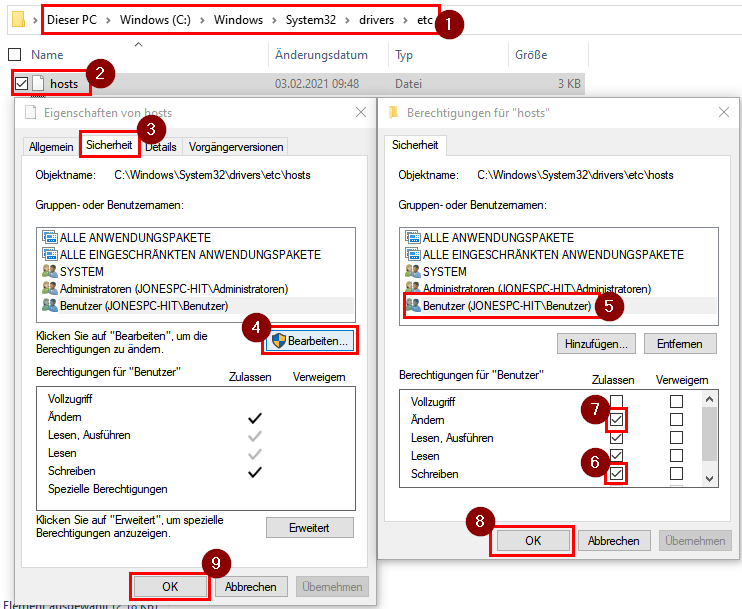 Dieser PC > Windows (C:) > Windows > System32 > drivers > etc
1
Name Änderungsdatum Typ Größe
2
hosts 03.02.2021 09:48 Datei 3 KB
Eigenschaften von hosts
3
Allgemein Sicherheit Details Vorgängerversionen
Objektname: C:\Windows\System32\drivers\etc\hosts
Gruppen- oder Benutzernamen:
ALLE ANWENDUNGSPAKETE
ALLE EINGESCHRÄNKTEN ANWENDUNGSPAKETE
SYSTEM
Administratoren (JONESPC-HIT\Administratoren)
Benutzer (JONESPC-HIT\Benutzer)
4
Klicken Sie auf "Bearbeiten", um die
Berechtigungen zu ändern.
Bearbeiten...
Berechtigungen für "Benutzer" Zulassen Verweigern
Vollzugriff
Ändern
Lesen, Ausführen
Lesen
Schreiben
Spezielle Berechtigungen
Klicken Sie auf "Erweitert", um spezielle
Berechtigungen anzuzeigen.
Erweitert
9
OK Abbrechen Übernehmen
Berechtigungen für "hosts"
Sicherheit
Objektname: C:\Windows\System32\drivers\etc\hosts
Gruppen- oder Benutzernamen:
ALLE ANWENDUNGSPAKETE
ALLE EINGESCHRÄNKTEN ANWENDUNGSPAKETE
SYSTEM
Administratoren (JONESPC-HIT\Administratoren)
Benutzer (JONESPC-HIT\Benutzer)
5
Hinzufügen... Entfernen
Berechtigungen für "Benutzer" Zulassen Verweigern
Vollzugriff
7
Ändern
Lesen, Ausführen
Lesen
6
Schreiben
8
OK Abbrechen Übernehmen
Element ausgewählt (2,18 KB)